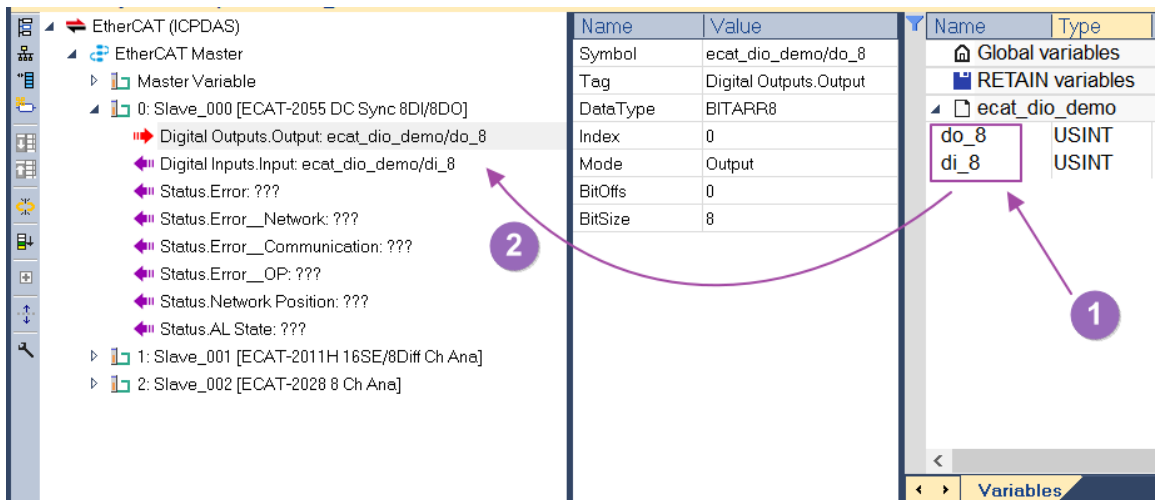 EtherCAT (ICPDAS)
EtherCAT Master
Master Variable
0: Slave_000 [ECAT-2055 DC Sync 8DI/8DO]
Digital Outputs.Output: ecat_dio_demo/do_8
Digital Inputs.Input: ecat_dio_demo/di_8
Status.Error: ???
Status.Error__Network: ???
Status.Error__Communication: ???
Status.Error__OP: ???
Status.Network Position: ???
Status.AL State: ???
1: Slave_001 [ECAT-2011H 16SE/8Diff Ch Ana]
2: Slave_002 [ECAT-2028 8 Ch Ana]
2
Name Value
Symbol ecat_dio_demo/do_8
Tag Digital Outputs.Output
DataType BITARR8
Index 0
Mode Output
BitOffs 0
BitSize 8
Name Type
Global variables
RETAIN variables
ecat_dio_demo
do_8 USINT
di_8 USINT
1
Variables